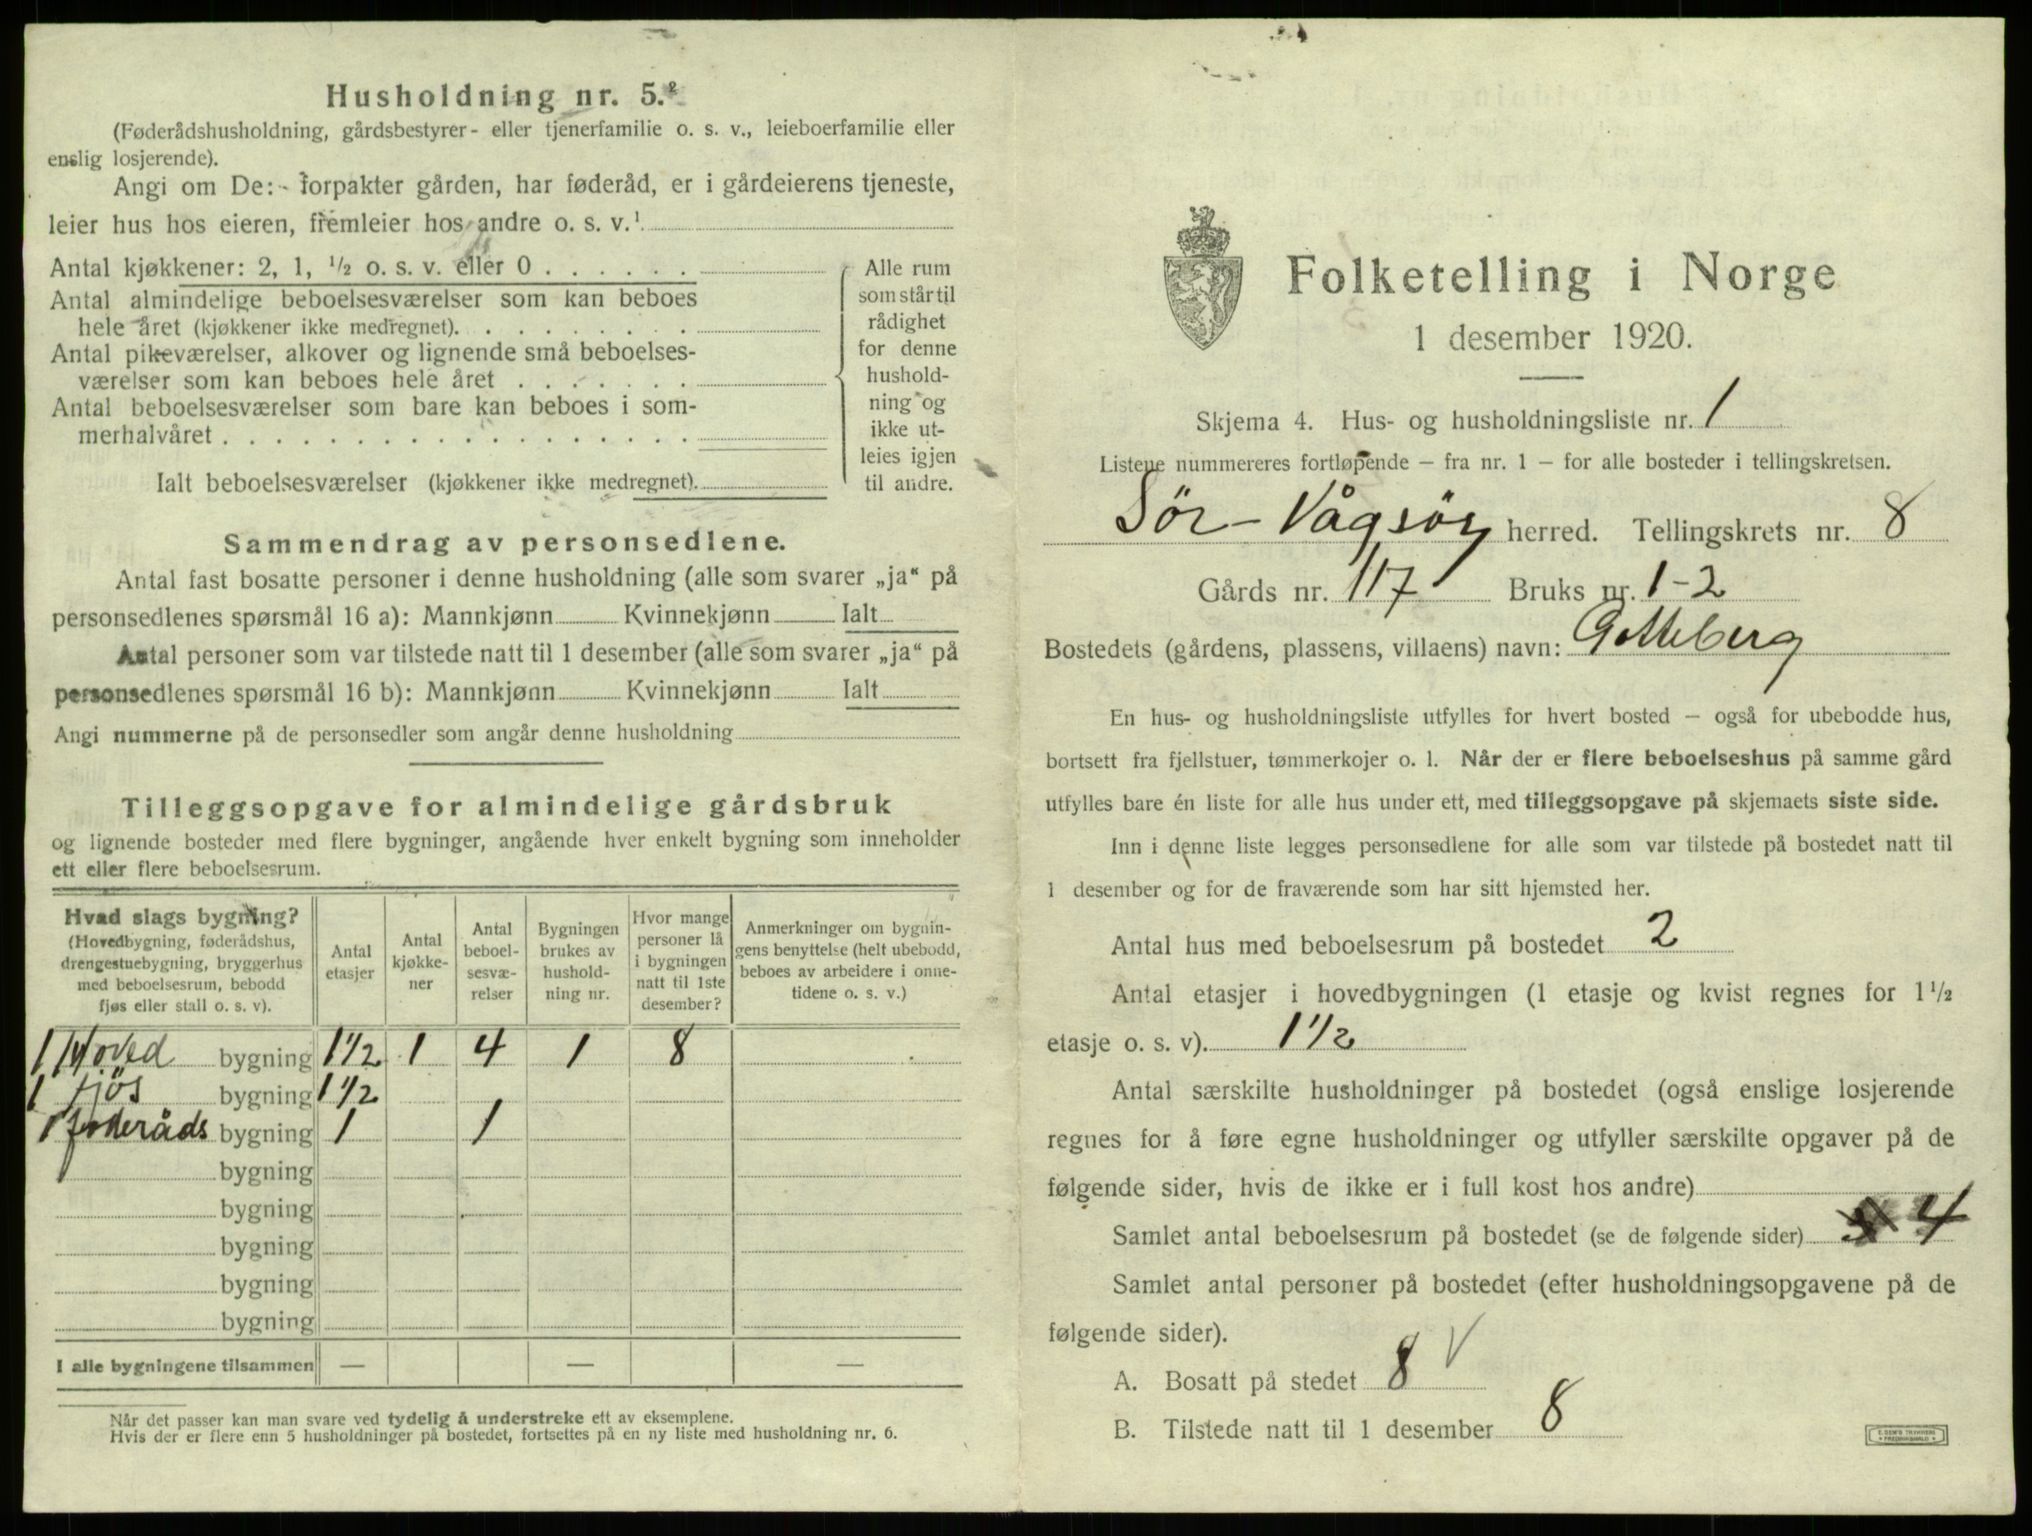 Husholdning nr. 5.²
(Føderådshusholdning, gårdsbestyrer- eller tjenerfamilie o. s. v., leieboerfamilie eller
enslig losjerende).
Angi om De: forpakter gården, har føderåd, er i gårdeierens tjeneste,
leier hus hos eieren, fremleier hos andre o. s. v.¹
Antal kjøkkener: 2, 1, ½ o. s. v. eller 0 . . . . . .
Antal almindelige beboelsesværelser som kan beboes
hele året (kjøkkener ikke medregnet). . . . . . . . .
Antal pikeværelser, alkover og lignende små beboelses-
værelser som kan beboes hele året . . . . . . .
Antal beboelsesværelser som bare kan beboes i som-
merhalvåret . . . . . . . . . . . . . . . . . .
Ialt beboelsesværelser (kjøkkener ikke medregnet).
Alle rum
som står til
rådighet
for denne
hushold-
ning og
ikke ut-
leies igjen
til andre.
Sammendrag av personsedlene.
Antal fast bosatte personer i denne husholdning (alle som svarer „ja“ på
personsedlenes spørsmål 16 a): Mannkjønn Kvinnekjønn Ialt
Antal personer som var tilstede natt til 1 desember (alle som svarer „ja“ på
personsedlenes spørsmål 16 b): Mannkjønn Kvinnekjønn Ialt
Angi nummerne på de personsedler som angår denne husholdning
Tilleggsopgave for almindelige gårdsbruk
og lignende bosteder med flere bygninger, angående hver enkelt bygning som inneholder
ett eller flere beboelsesrum.
Hvad slags bygning?
(Hovedbygning, føderådshus,
drengestuebygning, bryggerhus
med beboelsesrum, bebodd
fjøs eller stall o. s. v).
Antal
etasjer
Antal
kjøkke-
ner
Antal
beboel-
sesvæ-
relser
Bygningen
brukes av
hushold-
ning nr.
Hvor mange
personer lå
i bygningen
natt til 1ste
desember?
Anmerkninger om bygnin-
gens benyttelse (helt ubebodd,
beboes av arbeidere i onne-
tidene o. s. v.)
1 Hoved bygning 1½ 1 4 1 8
1 fjøs bygning 1½
1 foderåds bygning 1 1
bygning
bygning
bygning
bygning
bygning
I alle bygningene tilsammen — — —
Når det passer kan man svare ved tydelig å understreke ett av eksemplene.
Hvis der er flere enn 5 husholdninger på bostedet, fortsettes på en ny liste med husholdning nr. 6.
Folketelling i Norge
1 desember 1920.
Skjema 4. Hus- og husholdningsliste nr. 1
Listene nummereres fortløpende – fra nr. 1 – for alle bosteder i tellingskretsen.
Sör-Vågsöy herred. Tellingskrets nr. 8
Gårds nr. 117 Bruks nr. 1-2
Bostedets (gårdens, plassens, villaens) navn: Gotteberg
En hus- og husholdningsliste utfylles for hvert bosted – også for ubebodde hus,
bortsett fra fjellstuer, tømmerkojer o. l. Når der er flere beboelseshus på samme gård
utfylles bare én liste for alle hus under ett, med tilleggsopgave på skjemaets siste side.
Inn i denne liste legges personsedlene for alle som var tilstede på bostedet natt til
1 desember og for de fraværende som har sitt hjemsted her.
Antal hus med beboelsesrum på bostedet 2
Antal etasjer i hovedbygningen (1 etasje og kvist regnes for 1½
etasje o. s. v). 1½
Antal særskilte husholdninger på bostedet (også enslige losjerende
regnes for å føre egne husholdninger og utfyller særskilte opgaver på de
følgende sider, hvis de ikke er i full kost hos andre)
Samlet antal beboelsesrum på bostedet (se de følgende sider) 4
Samlet antal personer på bostedet (efter husholdningsopgavene på de
følgende sider).
A. Bosatt på stedet 8
B. Tilstede natt til 1 desember 8